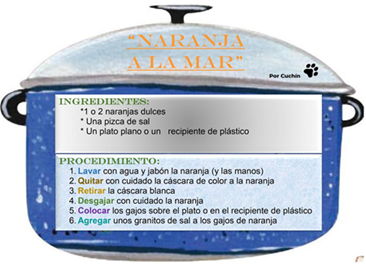 “NARANJA
A LA MAR”
Por Cuchín
INGREDIENTES:
*1 o 2 naranjas dulces
* Una pizca de sal
* Un plato plano o un recipiente de plástico
PROCEDIMIENTO:
1. Lavar con agua y jabón la naranja (y las manos)
2. Quitar con cuidado la cáscara de color a la naranja
3. Retirar la cáscara blanca
4. Desgajar con cuidado la naranja
5. Colocar los gajos sobre el plato o en el recipiente de plástico
6. Agregar unos granitos de sal a los gajos de naranja